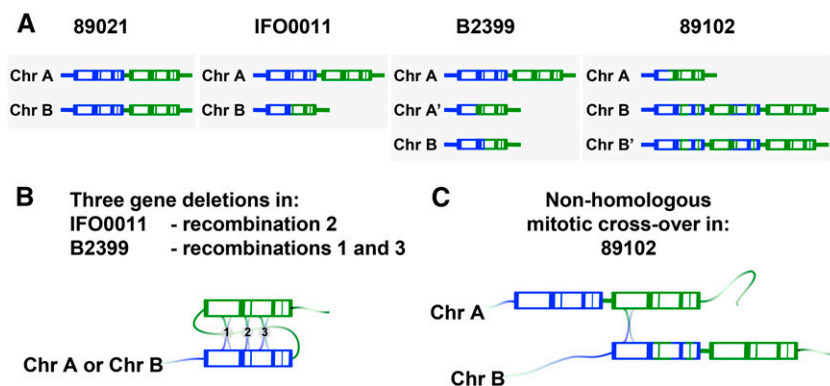 A
89021
IFO0011
B2399
89102
Chr A
Chr B
Chr A
Chr B
Chr A
Chr A'
Chr B
Chr A
Chr B
Chr B'
B
Three gene deletions in:
IFO0011 - recombination 2
B2399 - recombinations 1 and 3
1 2 3
Chr A or Chr B
C
Non-homologous
mitotic cross-over in:
89102
Chr A
Chr B